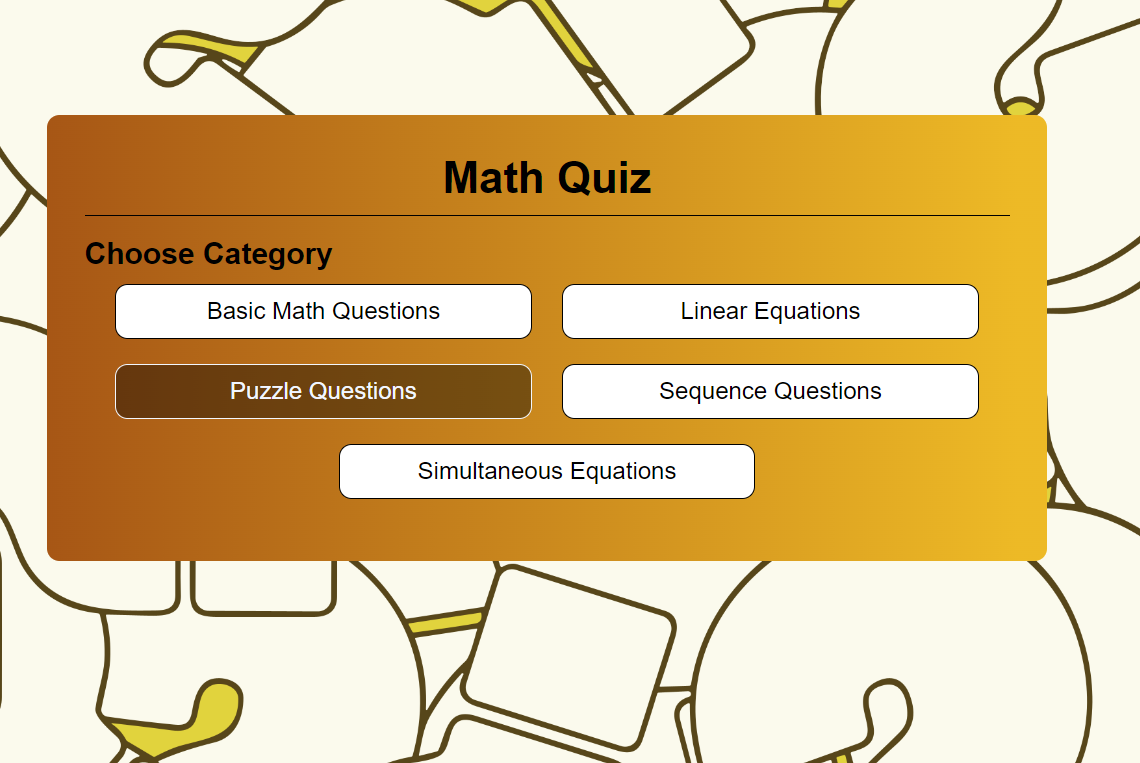 Math Quiz
Choose Category
Basic Math Questions
Linear Equations
Puzzle Questions
Sequence Questions
Simultaneous Equations